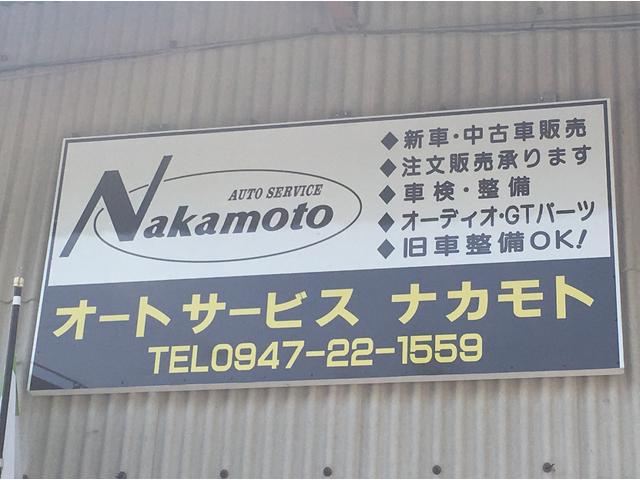 AUTO SERVICE
Nakamoto
◆新車・中古車販売
◆注文販売承ります
◆車検・整備
◆オーディオ・GTパーツ
◆旧車整備OK!
オートサービス ナカモト
TEL0947-22-1559